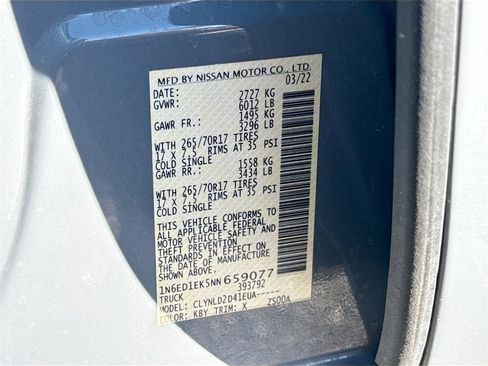 MFD BY NISSAN MOTOR CO., LTD.
DATE: 03/22
GVWR: 2727 KG
6012 LB
GAWR FR.: 1495 KG
3296 LB
WITH 265/70R17 TIRES
17 X 7.5 RIMS AT 35 PSI
COLD SINGLE
GAWR RR.: 1558 KG
3434 LB
WITH 265/70R17 TIRES
17 X 7.5 RIMS AT 35 PSI
COLD SINGLE
THIS VEHICLE CONFORMS TO
ALL APPLICABLE FEDERAL
MOTOR VEHICLE SAFETY AND
THEFT PREVENTION STANDARDS
IN EFFECT ON THE DATE OF
MANUFACTURE
SHOWN ABOVE.
1N6ED1EK5NN659077
TRUCK 393792
MODEL: CLYNLD2D41EUA-----
COLOR: KBY TRIM: X ZS00A